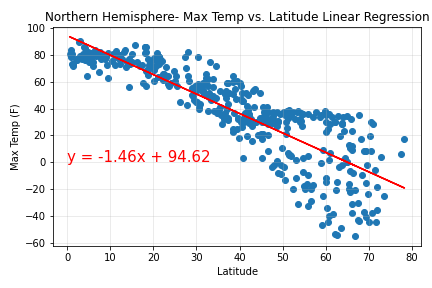 Northern Hemisphere- Max Temp vs. Latitude Linear Regression
100
80
60
40
20
0
−20
−40
−60
Max Temp (F)
y = -1.46x + 94.62
0 10 20 30 40 50 60 70 80
Latitude